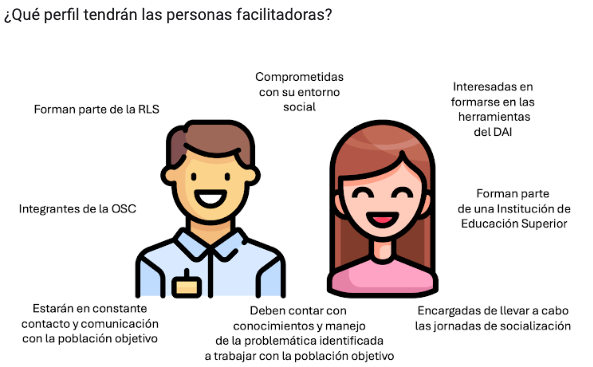 ¿Qué perfil tendrán las personas facilitadoras?
Comprometidas
con su entorno
social
Interesadas en
formarse en las
herramientas
del DAI
Forman parte de la RLS
Integrantes de la OSC
Forman parte
de una Institución de
Educación Superior
Estarán en constante
contacto y comunicación
con la población objetivo
Deben contar con
conocimientos y manejo
de la problemática identificada
a trabajar con la población objetivo
Encargadas de llevar a cabo
las jornadas de socialización